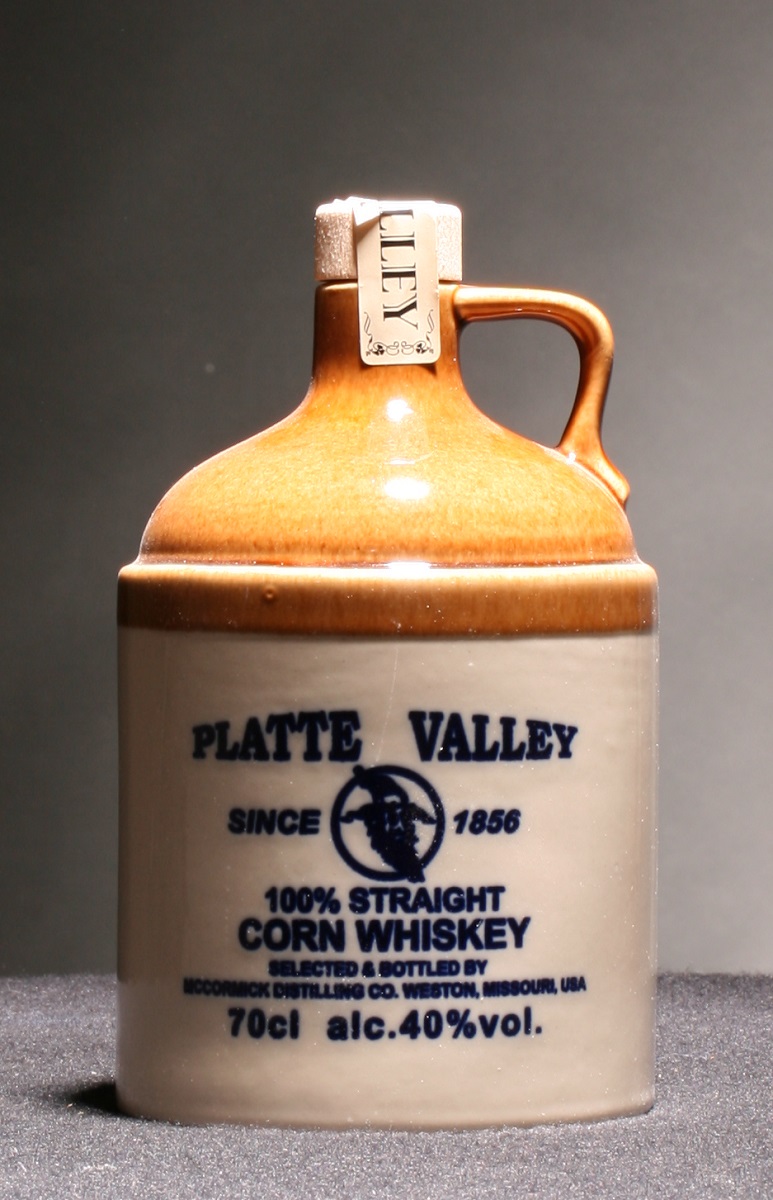 LLEY
PLATTE VALLEY
SINCE 1856
100% STRAIGHT
CORN WHISKEY
SELECTED & BOTTLED BY
MCCORMICK DISTILLING CO. WESTON, MISSOURI, USA
70cl alc.40%vol.